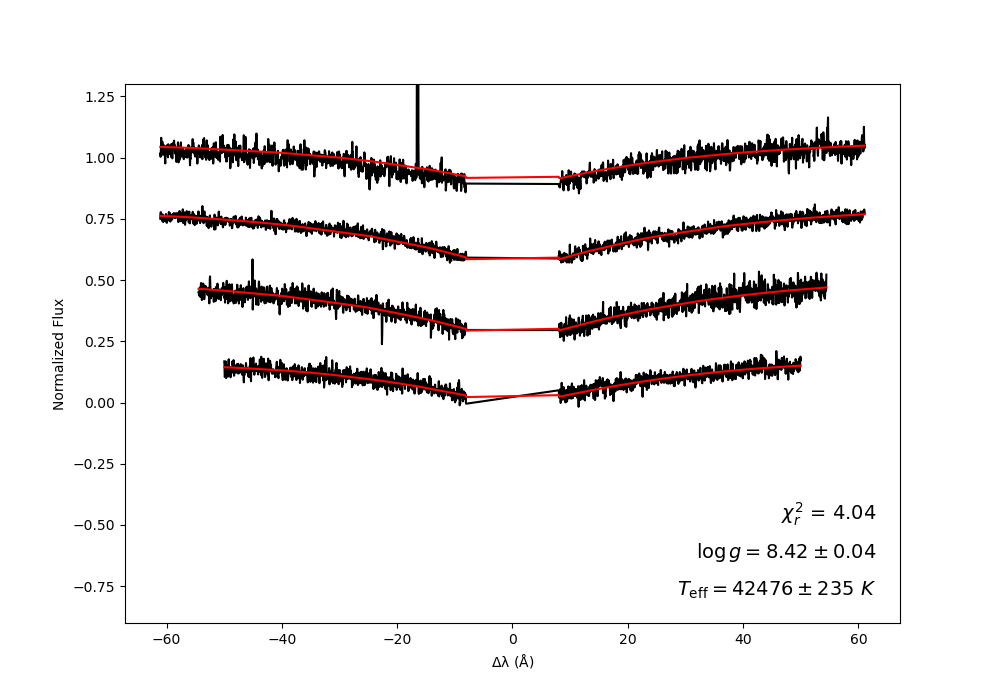 1.25
1.00
0.75
0.50
0.25
0.00
−0.25
−0.50
−0.75
Normalized Flux
χ²ᵣ = 4.04
log g = 8.42 ± 0.04
T_eff = 42476 ± 235 K
−60 −40 −20 0 20 40 60
Δλ (Å)